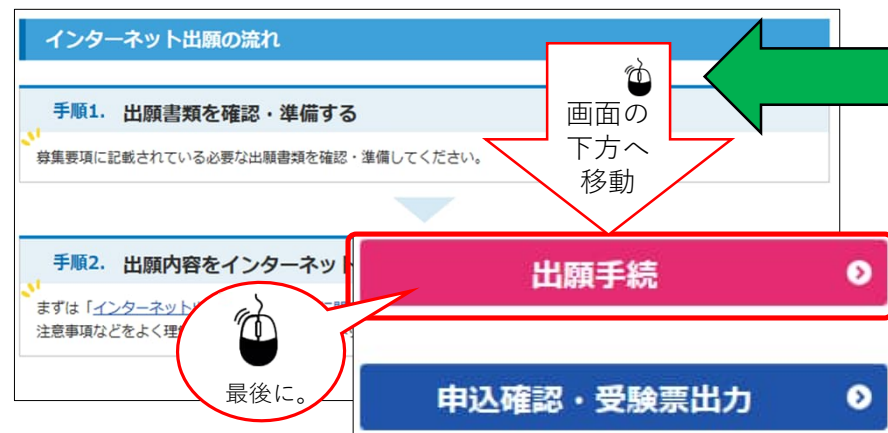 インターネット出願の流れ
手順1. 出願書類を確認・準備する
募集要項に記載されている必要な出願書類を確認・準備してください。
画面の
下方へ
移動
手順2. 出願内容をインターネット
まずは「インターネット
注意事項などをよく理
最後に。
出願手続
申込確認・受験票出力